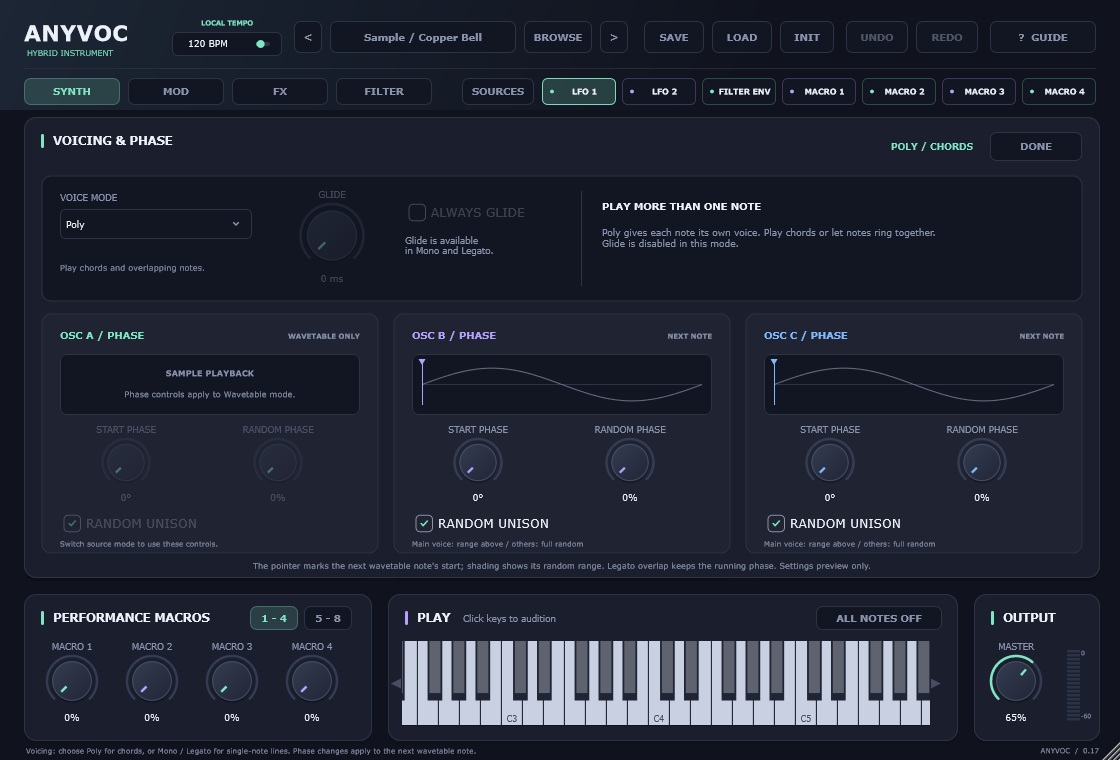 ANYVOC
HYBRID INSTRUMENT
LOCAL TEMPO
120 BPM
<
Sample / Copper Bell
BROWSE
>
SAVE
LOAD
INIT
UNDO
REDO
? GUIDE
SYNTH
MOD
FX
FILTER
SOURCES
LFO 1
LFO 2
FILTER ENV
MACRO 1
MACRO 2
MACRO 3
MACRO 4
VOICING & PHASE
POLY / CHORDS
DONE
VOICE MODE
Poly
Play chords and overlapping notes.
GLIDE
0 ms
ALWAYS GLIDE
Glide is available
in Mono and Legato.
PLAY MORE THAN ONE NOTE
Poly gives each note its own voice. Play chords or let notes ring together.
Glide is disabled in this mode.
OSC A / PHASE
WAVETABLE ONLY
SAMPLE PLAYBACK
Phase controls apply to Wavetable mode.
START PHASE
RANDOM PHASE
0°
0%
RANDOM UNISON
Switch source mode to use these controls.
OSC B / PHASE
NEXT NOTE
START PHASE
RANDOM PHASE
0°
0%
RANDOM UNISON
Main voice: range above / others: full random
OSC C / PHASE
NEXT NOTE
START PHASE
RANDOM PHASE
0°
0%
RANDOM UNISON
Main voice: range above / others: full random
The pointer marks the next wavetable note's start; shading shows its random range. Legato overlap keeps the running phase. Settings preview only.
PERFORMANCE MACROS
1 - 4
5 - 8
MACRO 1
MACRO 2
MACRO 3
MACRO 4
0%
0%
0%
0%
PLAY
Click keys to audition
ALL NOTES OFF
C3
C4
C5
OUTPUT
MASTER
65%
0
-60
Voicing: choose Poly for chords, or Mono / Legato for single-note lines. Phase changes apply to the next wavetable note.
ANYVOC / 0.17